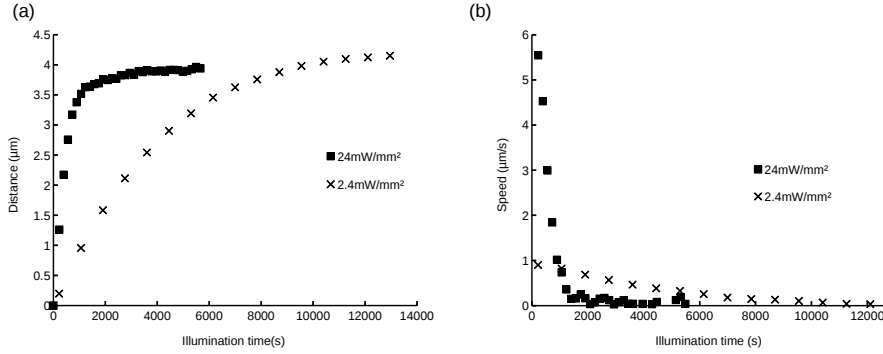 (a)
4.5
4
3.5
3
2.5
2
1.5
1
0.5
0
0 2000 4000 6000 8000 10000 12000 14000
Distance (µm)
Illumination time(s)
24mW/mm²
2.4mW/mm²
(b)
6
5
4
3
2
1
0
0 2000 4000 6000 8000 10000 12000
Speed (µm/s)
Illumination time (s)
24mW/mm²
2.4mW/mm²